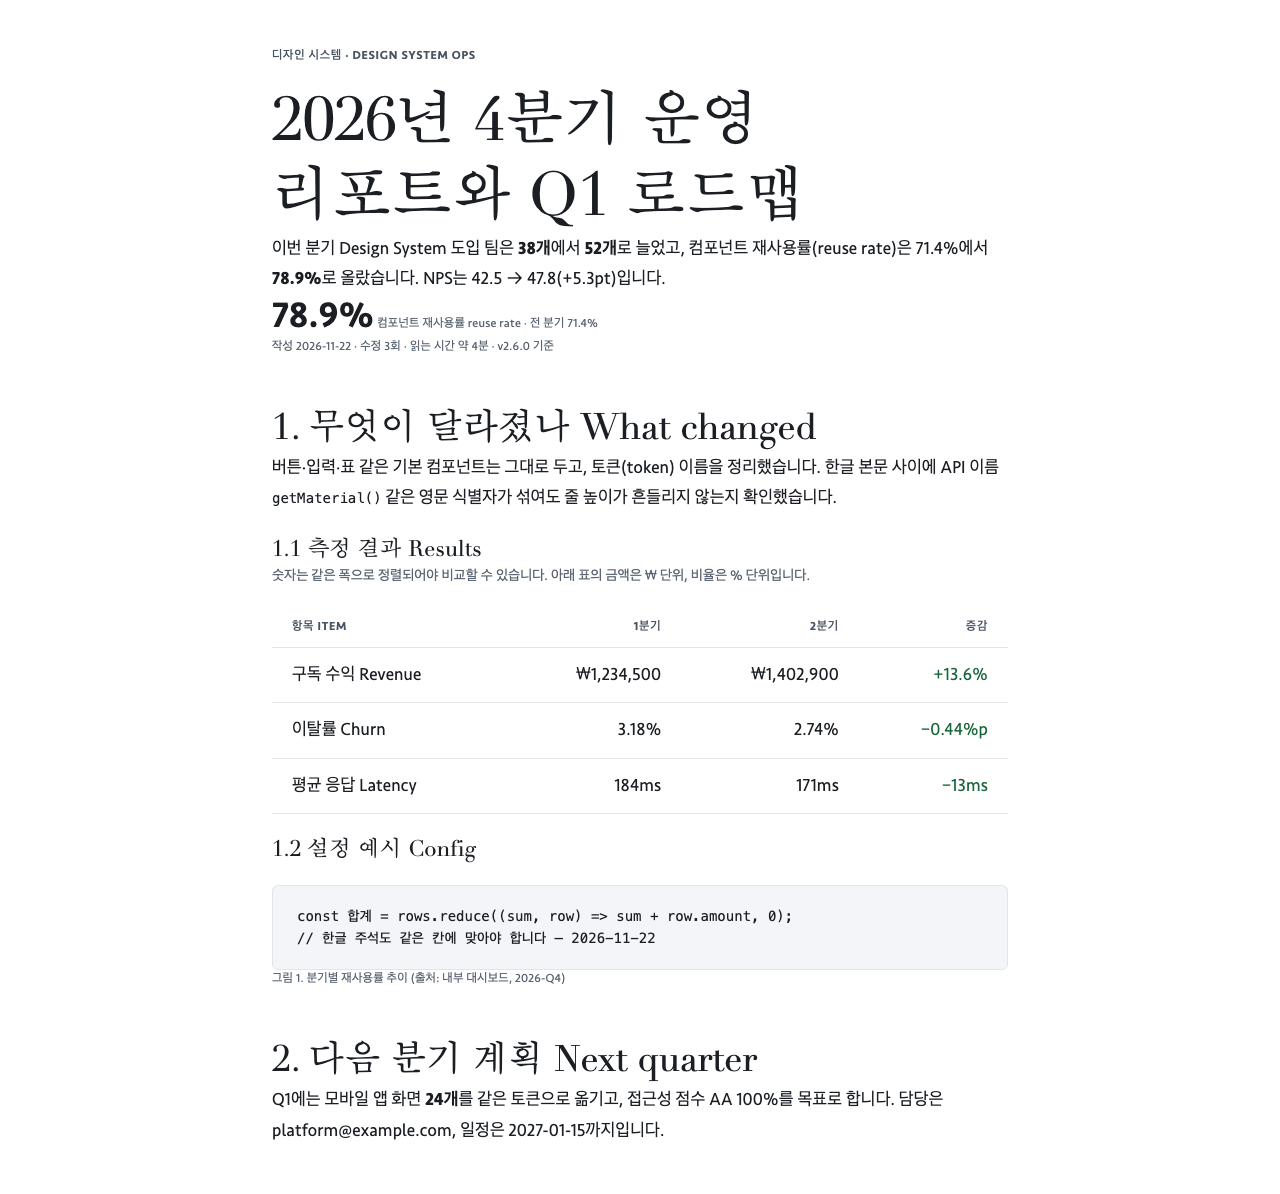 디자인 시스템 · DESIGN SYSTEM OPS
2026년 4분기 운영
리포트와 Q1 로드맵
이번 분기 Design System 도입 팀은 38개에서 52개로 늘었고, 컴포넌트 재사용률(reuse rate)은 71.4%에서
78.9%로 올랐습니다. NPS는 42.5 → 47.8(+5.3pt)입니다.
78.9% 컴포넌트 재사용률 reuse rate · 전 분기 71.4%
작성 2026-11-22 · 수정 3회 · 읽는 시간 약 4분 · v2.6.0 기준
1. 무엇이 달라졌나 What changed
버튼·입력·표 같은 기본 컴포넌트는 그대로 두고, 토큰(token) 이름을 정리했습니다. 한글 본문 사이에 API 이름
getMaterial() 같은 영문 식별자가 섞여도 줄 높이가 흔들리지 않는지 확인했습니다.
1.1 측정 결과 Results
숫자는 같은 폭으로 정렬되어야 비교할 수 있습니다. 아래 표의 금액은 ₩ 단위, 비율은 % 단위입니다.
항목 ITEM 1분기 2분기 증감
구독 수익 Revenue ₩1,234,500 ₩1,402,900 +13.6%
이탈률 Churn 3.18% 2.74% −0.44%p
평균 응답 Latency 184ms 171ms −13ms
1.2 설정 예시 Config
const 합계 = rows.reduce((sum, row) => sum + row.amount, 0);
// 한글 주석도 같은 칸에 맞아야 합니다 — 2026-11-22
그림 1. 분기별 재사용률 추이 (출처: 내부 대시보드, 2026-Q4)
2. 다음 분기 계획 Next quarter
Q1에는 모바일 앱 화면 24개를 같은 토큰으로 옮기고, 접근성 점수 AA 100%를 목표로 합니다. 담당은
platform@example.com, 일정은 2027-01-15까지입니다.